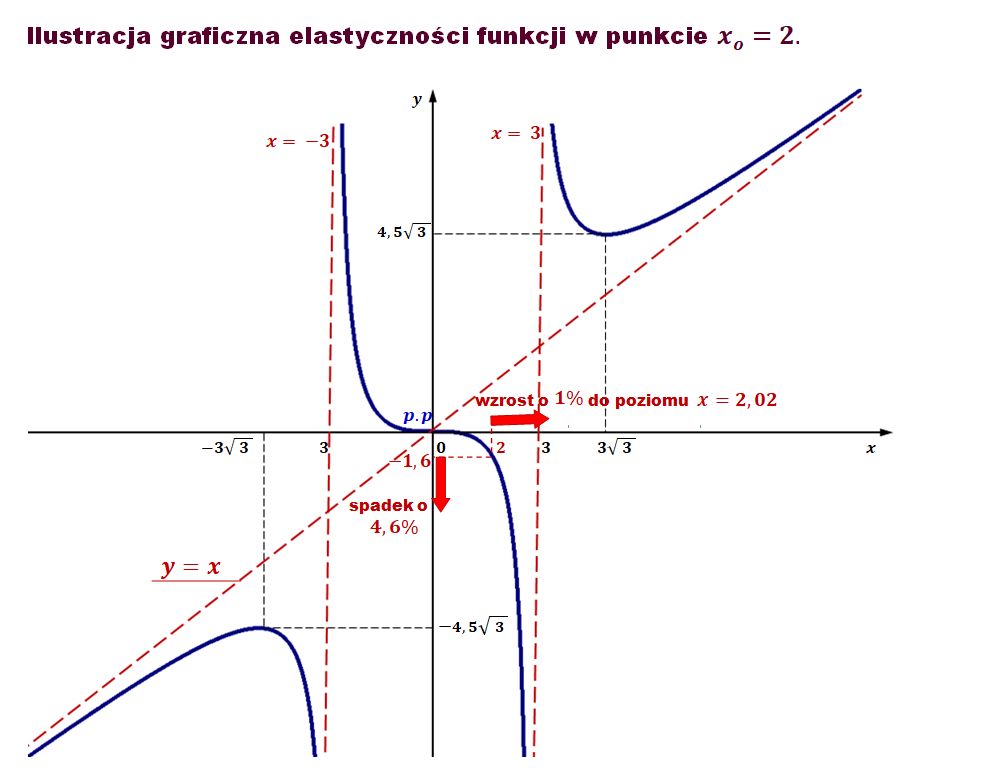 Ilustracja graficzna elastyczności funkcji w punkcie xₒ = 2.
y
x = −3
x = 3
4,5√3
wzrost o 1% do poziomu x = 2,02
p.p
−3√3
3
0
2
3
3√3
x
−1,6
spadek o
4,6%
y = x
−4,5√3